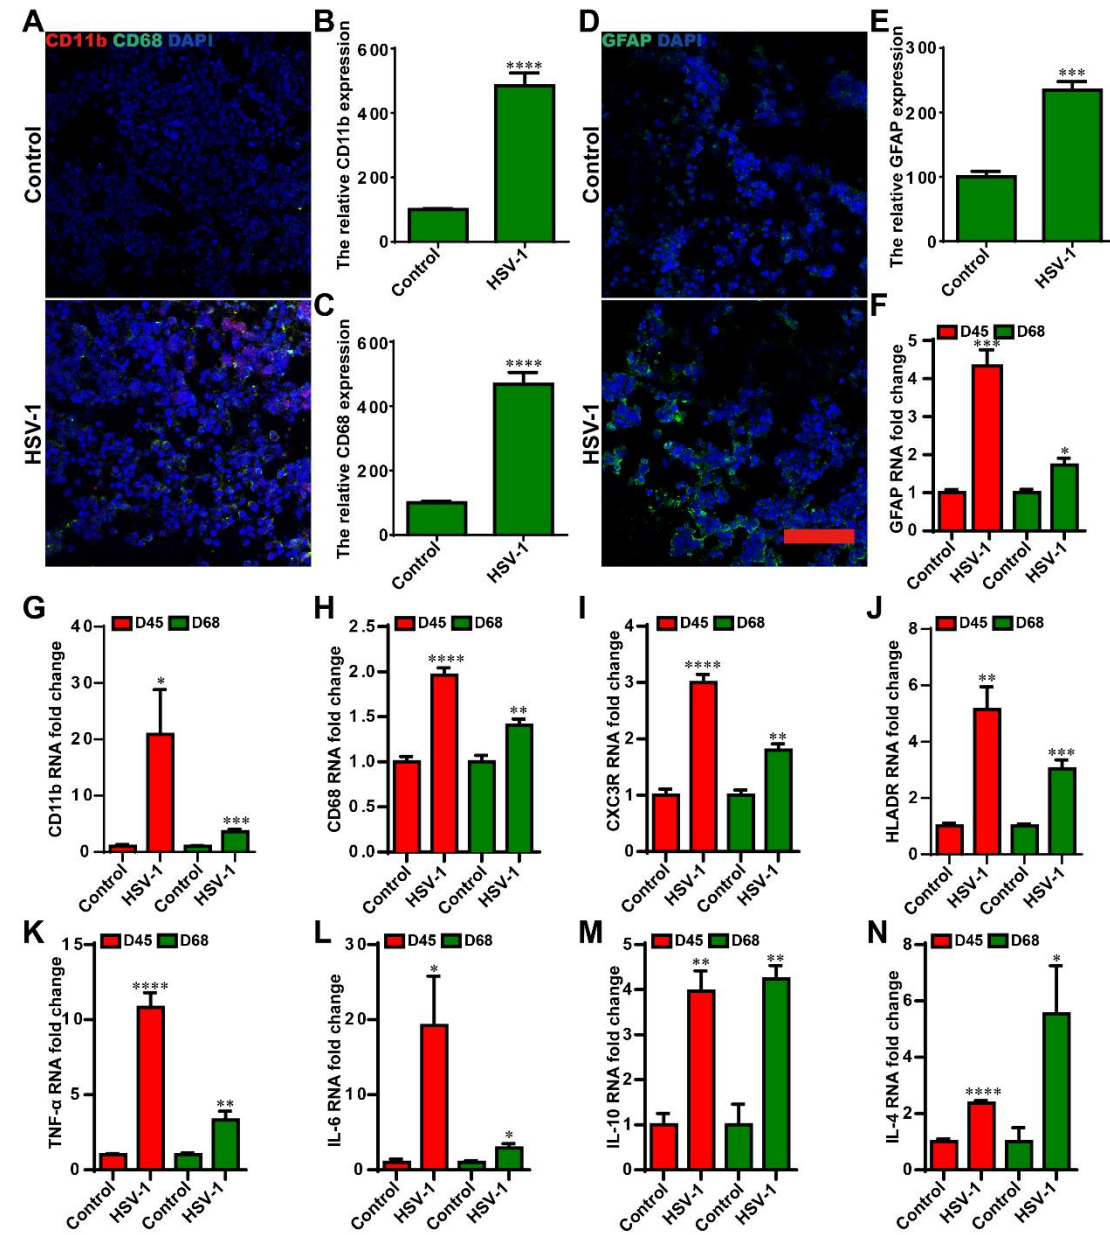 A
CD11b CD68 DAPI
Control
HSV-1
B
The relative CD11b expression
600
400
200
0
****
Control
HSV-1
C
The relative CD68 expression
600
400
200
0
****
Control
HSV-1
D
GFAP DAPI
Control
HSV-1
E
The relative GFAP expression
300
200
100
0
***
Control
HSV-1
F
D45 D68
GFAP RNA fold change
5
4
3
2
1
0
***
*
Control
HSV-1
Control
HSV-1
G
D45 D68
CD11b RNA fold change
40
30
20
10
0
*
***
Control
HSV-1
Control
HSV-1
H
D45 D68
CD68 RNA fold change
2.5
2.0
1.5
1.0
0.5
0.0
****
**
Control
HSV-1
Control
HSV-1
I
D45 D68
CXC3R RNA fold change
4
3
2
1
0
****
**
Control
HSV-1
Control
HSV-1
J
D45 D68
HLADR RNA fold change
8
6
4
2
0
**
***
Control
HSV-1
Control
HSV-1
K
D45 D68
TNF-α RNA fold change
15
10
5
0
****
**
Control
HSV-1
Control
HSV-1
L
D45 D68
IL-6 RNA fold change
30
20
10
0
*
*
Control
HSV-1
Control
HSV-1
M
D45 D68
IL-10 RNA fold change
5
4
3
2
1
0
**
**
Control
HSV-1
Control
HSV-1
N
D45 D68
IL-4 RNA fold change
8
6
4
2
0
****
*
Control
HSV-1
Control
HSV-1